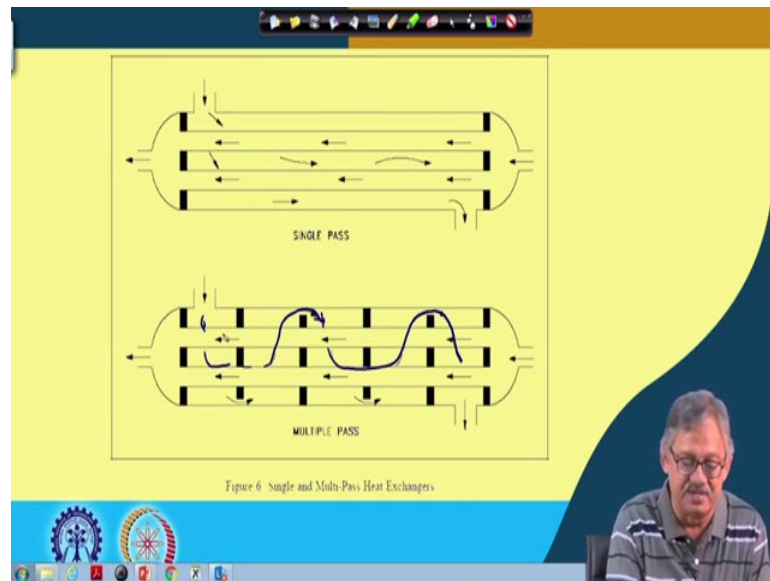 SINGLE PASS
MULTIPLE PASS
Figure 6 Single and Multi-Pass Heat Exchangers